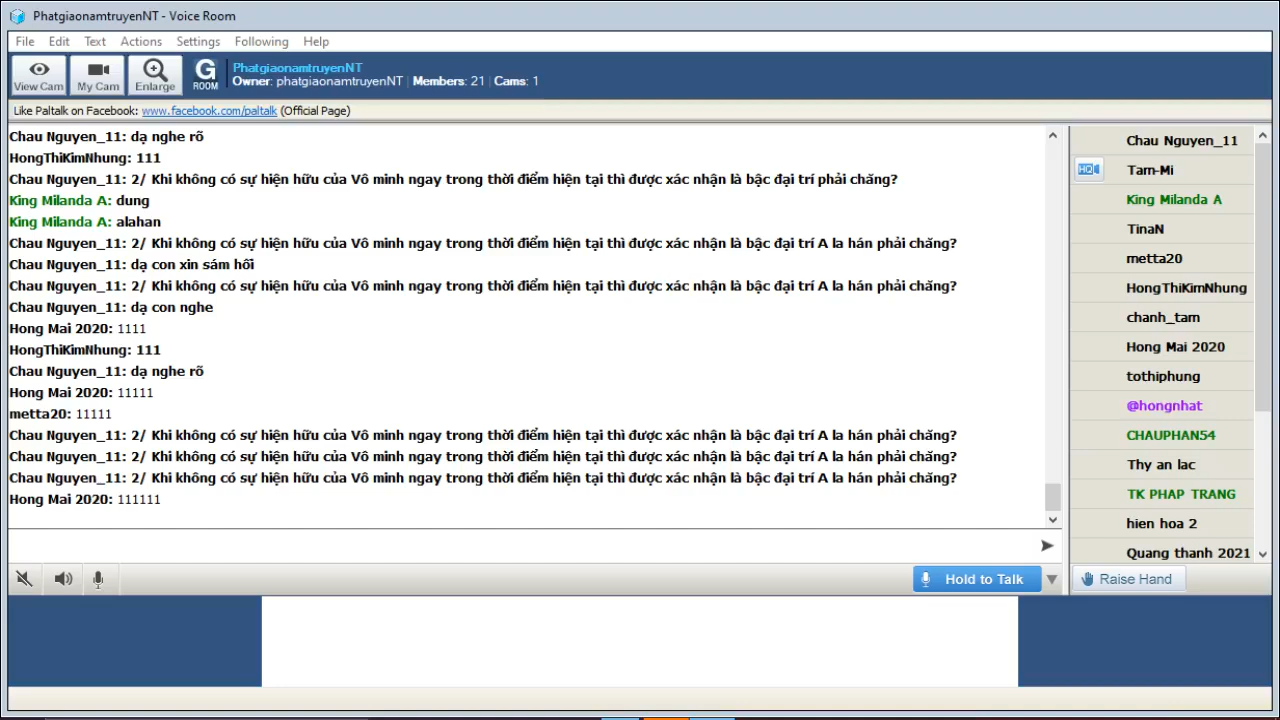 PhatgiaonamtruyenNT - Voice Room
File Edit Text Actions Settings Following Help
View Cam My Cam Enlarge G ROOM
PhatgiaonamtruyenNT
Owner: phatgiaonamtruyenNT Members: 21 Cams: 1
Like Paltalk on Facebook: www.facebook.com/paltalk (Official Page)
Chau Nguyen_11: dạ nghe rõ
HongThiKimNhung: 111
Chau Nguyen_11: 2/ Khi không có sự hiện hữu của Vô minh ngay trong thời điểm hiện tại thì được xác nhận là bậc đại trí phải chăng?
King Milanda A: dung
King Milanda A: alahan
Chau Nguyen_11: 2/ Khi không có sự hiện hữu của Vô minh ngay trong thời điểm hiện tại thì được xác nhận là bậc đại trí A la hán phải chăng?
Chau Nguyen_11: dạ con xin sám hối
Chau Nguyen_11: 2/ Khi không có sự hiện hữu của Vô minh ngay trong thời điểm hiện tại thì được xác nhận là bậc đại trí A la hán phải chăng?
Chau Nguyen_11: dạ con nghe
Hong Mai 2020: 1111
HongThiKimNhung: 111
Chau Nguyen_11: dạ nghe rõ
Hong Mai 2020: 11111
metta20: 11111
Chau Nguyen_11: 2/ Khi không có sự hiện hữu của Vô minh ngay trong thời điểm hiện tại thì được xác nhận là bậc đại trí A la hán phải chăng?
Chau Nguyen_11: 2/ Khi không có sự hiện hữu của Vô minh ngay trong thời điểm hiện tại thì được xác nhận là bậc đại trí A la hán phải chăng?
Chau Nguyen_11: 2/ Khi không có sự hiện hữu của Vô minh ngay trong thời điểm hiện tại thì được xác nhận là bậc đại trí A la hán phải chăng?
Hong Mai 2020: 111111
Chau Nguyen_11
HQ Tam-Mi
King Milanda A
TinaN
metta20
HongThiKimNhung
chanh_tam
Hong Mai 2020
tothiphung
@hongnhat
CHAUPHAN54
Thy an lac
TK PHAP TRANG
hien hoa 2
Quang thanh 2021
Hold to Talk
Raise Hand